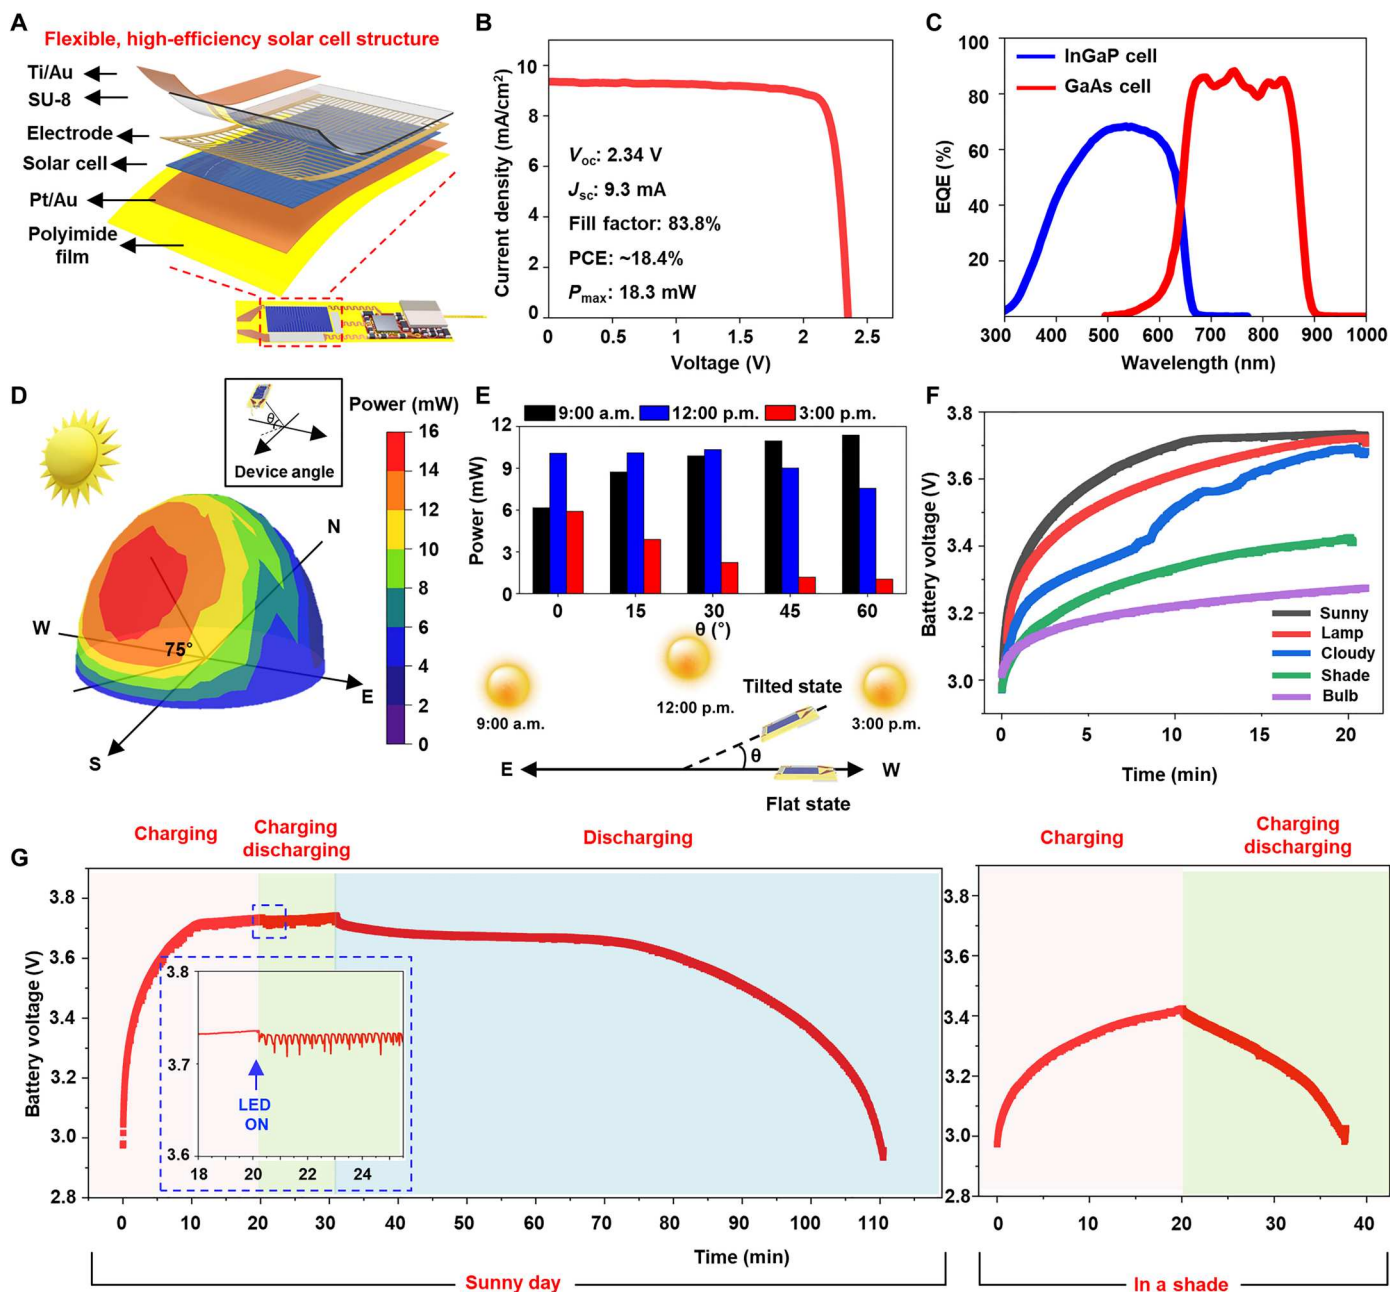 A
Flexible, high-efficiency solar cell structure
Ti/Au
SU-8
Electrode
Solar cell
Pt/Au
Polyimide
film
B
Current density (mA/cm²)
10
8
6
4
2
0
V_oc: 2.34 V
J_sc: 9.3 mA
Fill factor: 83.8%
PCE: ~18.4%
P_max: 18.3 mW
0 0.5 1 1.5 2 2.5
Voltage (V)
C
EQE (%)
100
80
60
40
20
InGaP cell
GaAs cell
300 400 500 600 700 800 900 1000
Wavelength (nm)
D
θ
Device angle
Power (mW)
16
14
12
10
8
6
4
2
0
N
W
75°
E
S
E
9:00 a.m. 12:00 p.m. 3:00 p.m.
Power (mW)
12
9
6
3
0
0 15 30 45 60
θ (°)
9:00 a.m.
12:00 p.m.
3:00 p.m.
Tilted state
θ
E
W
Flat state
F
Battery voltage (V)
3.8
3.6
3.4
3.2
3.0
Sunny
Lamp
Cloudy
Shade
Bulb
0 5 10 15 20
Time (min)
G
Charging
Charging
discharging
Discharging
Battery voltage (V)
3.8
3.6
3.4
3.2
3.0
2.8
3.8
3.7
3.6
LED
ON
18 20 22 24
0 10 20 30 40 50 60 70 80 90 100 110
Time (min)
Sunny day
Charging
Charging
discharging
3.8
3.6
3.4
3.2
3.0
2.8
0 10 20 30 40
In a shade